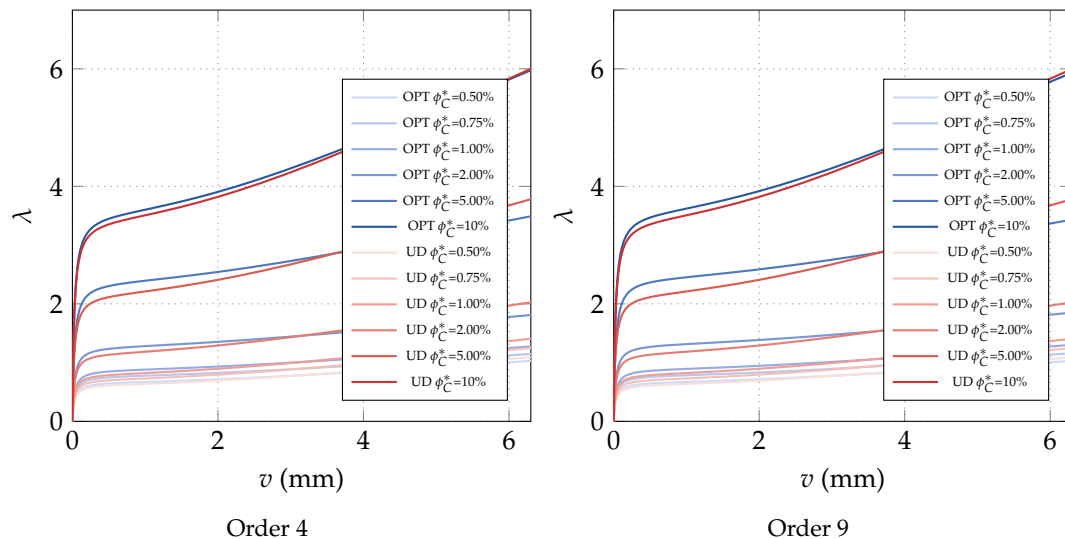 6
4
2
0
λ
OPT ϕ*C=0.50%
OPT ϕ*C=0.75%
OPT ϕ*C=1.00%
OPT ϕ*C=2.00%
OPT ϕ*C=5.00%
OPT ϕ*C=10%
UD ϕ*C=0.50%
UD ϕ*C=0.75%
UD ϕ*C=1.00%
UD ϕ*C=2.00%
UD ϕ*C=5.00%
UD ϕ*C=10%
0 2 4 6
v (mm)
Order 4
6
4
2
0
λ
OPT ϕ*C=0.50%
OPT ϕ*C=0.75%
OPT ϕ*C=1.00%
OPT ϕ*C=2.00%
OPT ϕ*C=5.00%
OPT ϕ*C=10%
UD ϕ*C=0.50%
UD ϕ*C=0.75%
UD ϕ*C=1.00%
UD ϕ*C=2.00%
UD ϕ*C=5.00%
UD ϕ*C=10%
0 2 4 6
v (mm)
Order 9